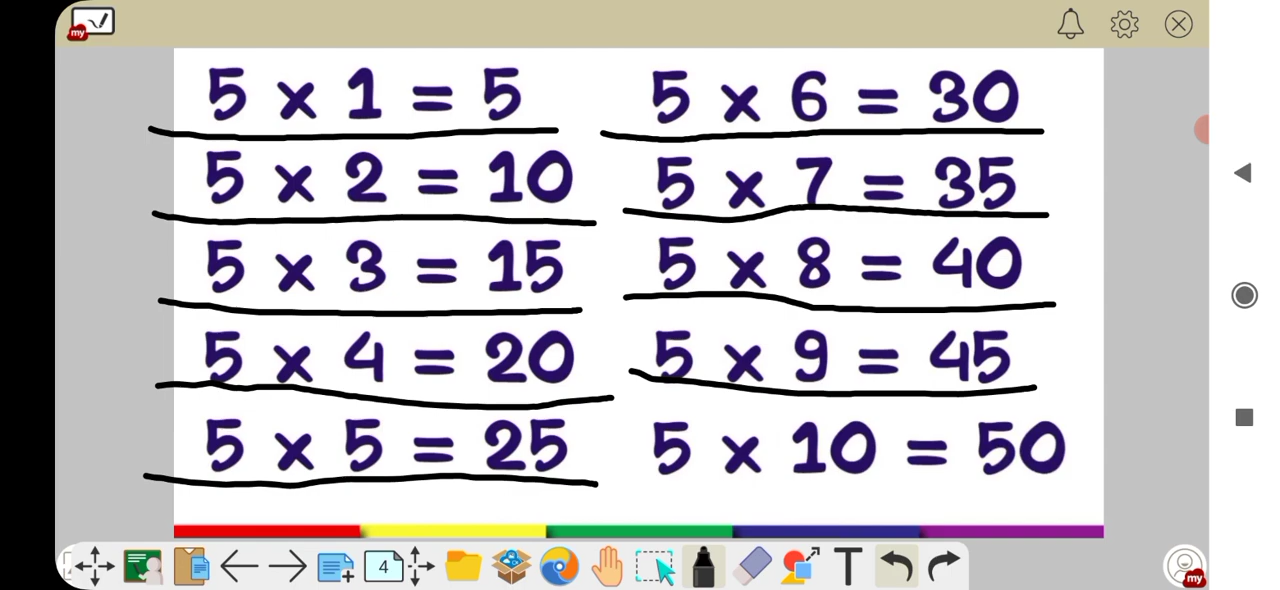 my
5 x 1 = 5
5 x 2 = 10
5 x 3 = 15
5 x 4 = 20
5 x 5 = 25
5 x 6 = 30
5 x 7 = 35
5 x 8 = 40
5 x 9 = 45
5 x 10 = 50
4
T
my